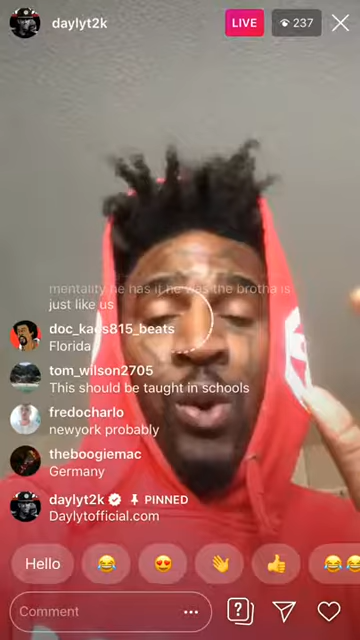 daylyt2k
LIVE
237
mentality he has if he was the brotha is
just like us
doc_kaos815_beats
Florida
tom_wilson2705
This should be taught in schools
fredocharlo
newyork probably
theboogiemac
Germany
daylyt2k PINNED
Daylytofficial.com
Hello
Comment